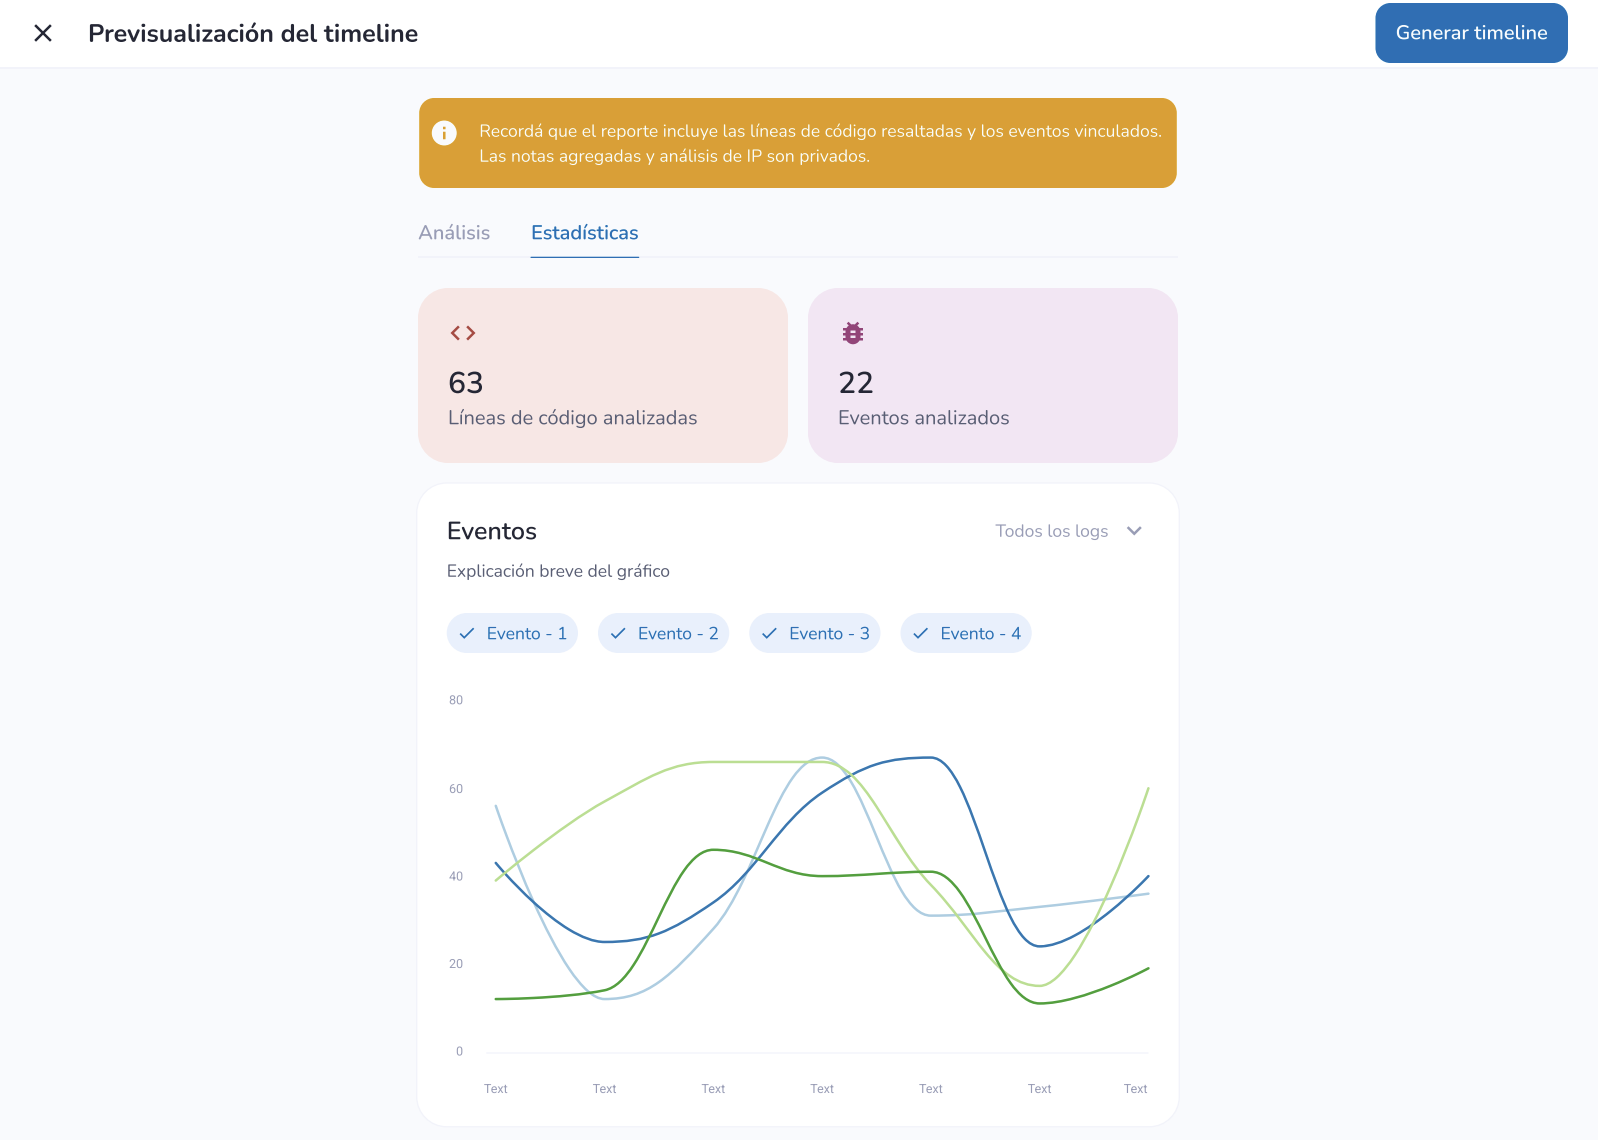 Previsualización del timeline
Generar timeline
Recordá que el reporte incluye las líneas de código resaltadas y los eventos vinculados.
Las notas agregadas y análisis de IP son privados.
Análisis
Estadísticas
63
Líneas de código analizadas
22
Eventos analizados
Eventos
Todos los logs
Explicación breve del gráfico
Evento - 1
Evento - 2
Evento - 3
Evento - 4
80
60
40
20
0
Text
Text
Text
Text
Text
Text
Text